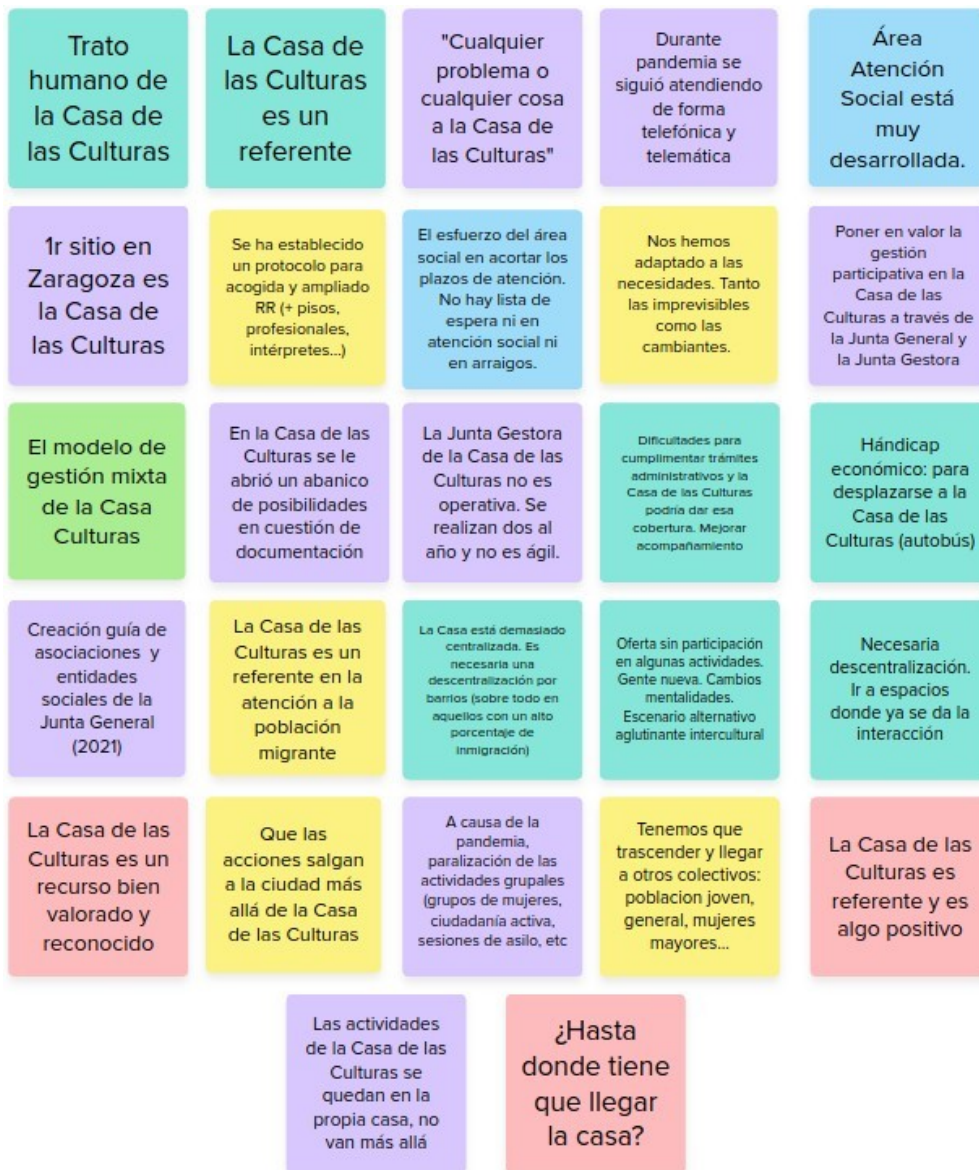 Trato
humano de
la Casa de
las Culturas
La Casa de
las Culturas
es un
referente
"Cualquier
problema o
cualquier cosa
a la Casa de
las Culturas"
Durante
pandemia se
siguió atendiendo
de forma
telefónica y
telemática
Área
Atención
Social está
muy
desarrollada.
1r sitio en
Zaragoza es
la Casa de
las Culturas
Se ha establecido
un protocolo para
acogida y ampliado
RR (+ pisos,
profesionales,
intérpretes...)
El esfuerzo del área
social en acortar los
plazos de atención.
No hay lista de
espera ni en
atención social ni
en arraigos.
Nos hemos
adaptado a las
necesidades. Tanto
las imprevisibles
como las
cambiantes.
Poner en valor la
gestión
participativa en la
Casa de las
Culturas a través de
la Junta General y
la Junta Gestora
El modelo de
gestión mixta
de la Casa
Culturas
En la Casa de las
Culturas se le
abrió un abanico
de posibilidades
en cuestión de
documentación
La Junta Gestora
de la Casa de las
Culturas no es
operativa. Se
realizan dos al
año y no es ágil.
Dificultades para
cumplimentar trámites
administrativos y la
Casa de las Culturas
podría dar esa
cobertura. Mejorar
acompañamiento
Hándicap
económico: para
desplazarse a la
Casa de las
Culturas (autobús)
Creación guía de
asociaciones y
entidades
sociales de la
Junta General
(2021)
La Casa de las
Culturas es un
referente en la
atención a la
población
migrante
La Casa está demasiado
centralizada. Es
necesaria una
descentralización por
barrios (sobre todo en
aquellos con un alto
porcentaje de
inmigración)
Oferta sin participación
en algunas actividades.
Gente nueva. Cambios
mentalidades.
Escenario alternativo
aglutinante intercultural
Necesaria
descentralización.
Ir a espacios
donde ya se da la
interacción
La Casa de las
Culturas es un
recurso bien
valorado y
reconocido
Que las
acciones salgan
a la ciudad más
allá de la Casa
de las Culturas
A causa de la
pandemia,
paralización de las
actividades grupales
(grupos de mujeres,
ciudadanía activa,
sesiones de asilo, etc
Tenemos que
trascender y llegar
a otros colectivos:
poblacion joven,
general, mujeres
mayores...
La Casa de las
Culturas es
referente y es
algo positivo
Las actividades
de la Casa de las
Culturas se
quedan en la
propia casa, no
van más allá
¿Hasta
donde tiene
que llegar
la casa?